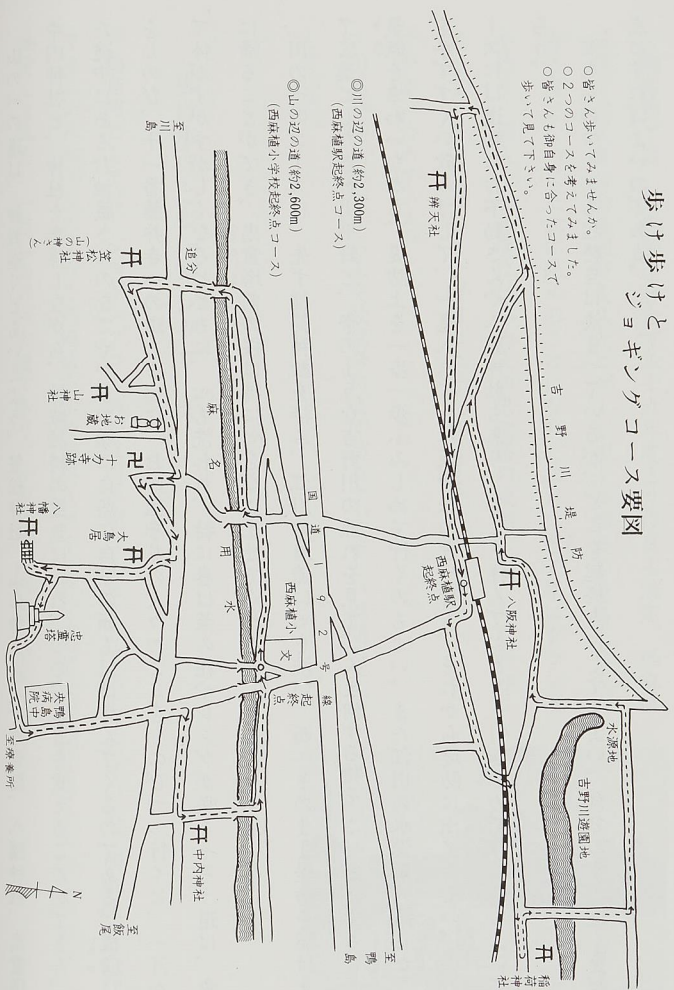 歩け歩けと
ジョギングコース要図
○皆さん歩いてみませんか。
○2つのコースを考えてみました。
○皆さんも御自身に合ったコースで
歩いて見て下さい。
◎川の辺の道(約2,300m)
(西麻植駅起終点コース)
◎山の辺の道(約2,600m)
(西麻植小学校起終点コース)
吉野川堤防
辨天社
西麻植駅
起終点
八阪神社
水源地
吉野川遊園地
稲荷神社
国道192号線
至鴨島
至川島
追分
麻名用水
西麻植小
文
起終点
笠松神社
(山の神さん)
山神社
お地蔵
十力寺跡
大鳥居
八幡神社
忠霊塔
鴨島中央病院
至療養所
中内神社
至飯尾
N